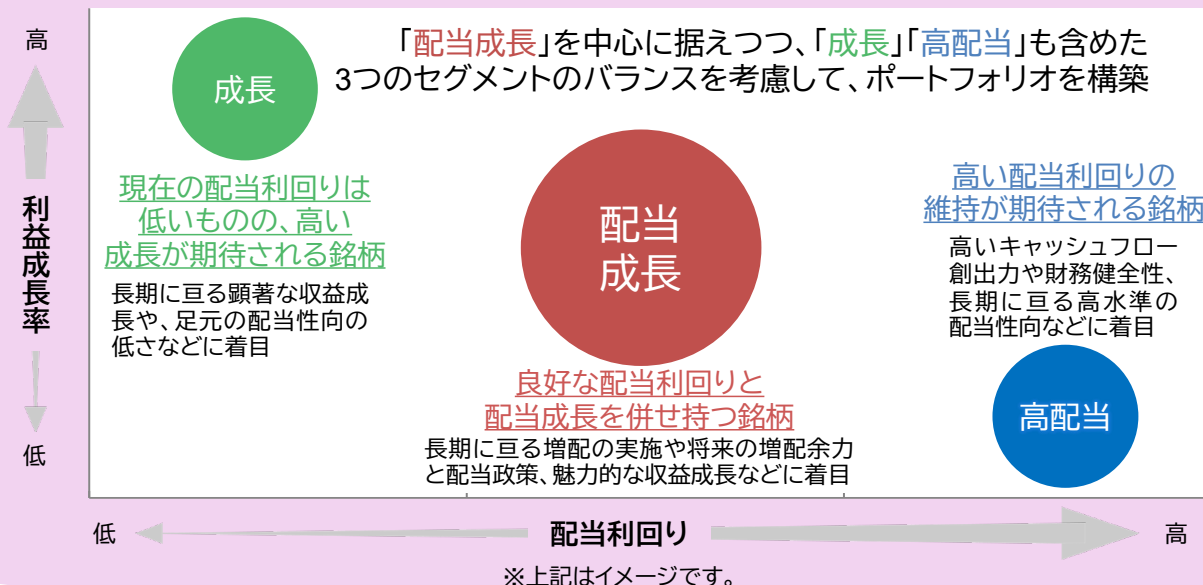 「配当成長」を中心に据えつつ、「成長」「高配当」も含めた
3つのセグメントのバランスを考慮して、ポートフォリオを構築
高
利益成長率
低
成長
現在の配当利回りは
低いものの、高い
成長が期待される銘柄
長期に亘る顕著な収益成
長や、足元の配当性向の
低さなどに着目
配当
成長
良好な配当利回りと
配当成長を併せ持つ銘柄
長期に亘る増配の実施や将来の増配余力
と配当政策、魅力的な収益成長などに着目
高い配当利回りの
維持が期待される銘柄
高いキャッシュフロー
創出力や財務健全性、
長期に亘る高水準の
配当性向などに着目
高配当
低
配当利回り
高
※上記はイメージです。